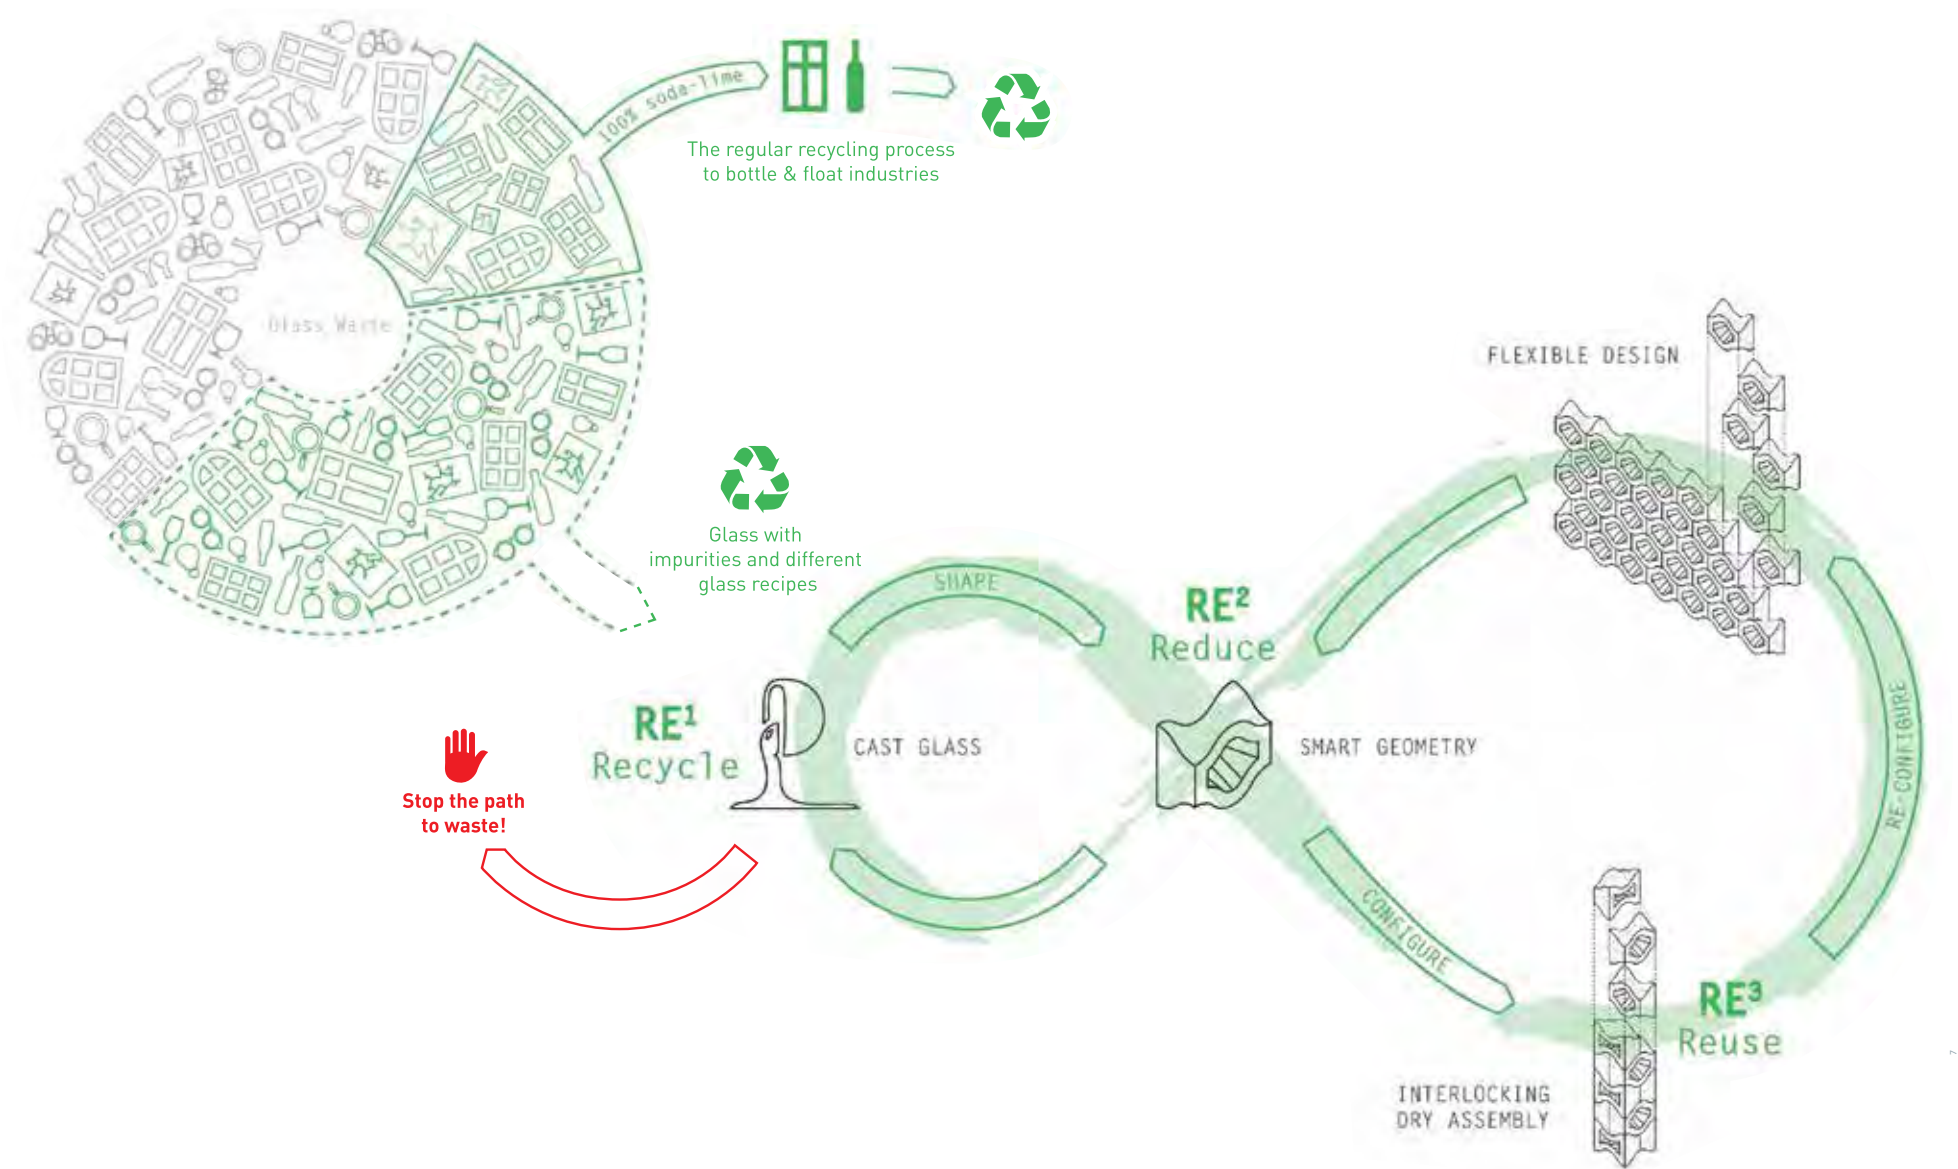 100% soda-lime
The regular recycling process
to bottle & float industries
Glass Waste
FLEXIBLE DESIGN
Glass with
impurities and different
glass recipes
SHAPE
RE²
Reduce
RE¹
Recycle
CAST GLASS
SMART GEOMETRY
RE-CONFIGURE
Stop the path
to waste!
CONFIGURE
RE³
Reuse
INTERLOCKING
DRY ASSEMBLY
7